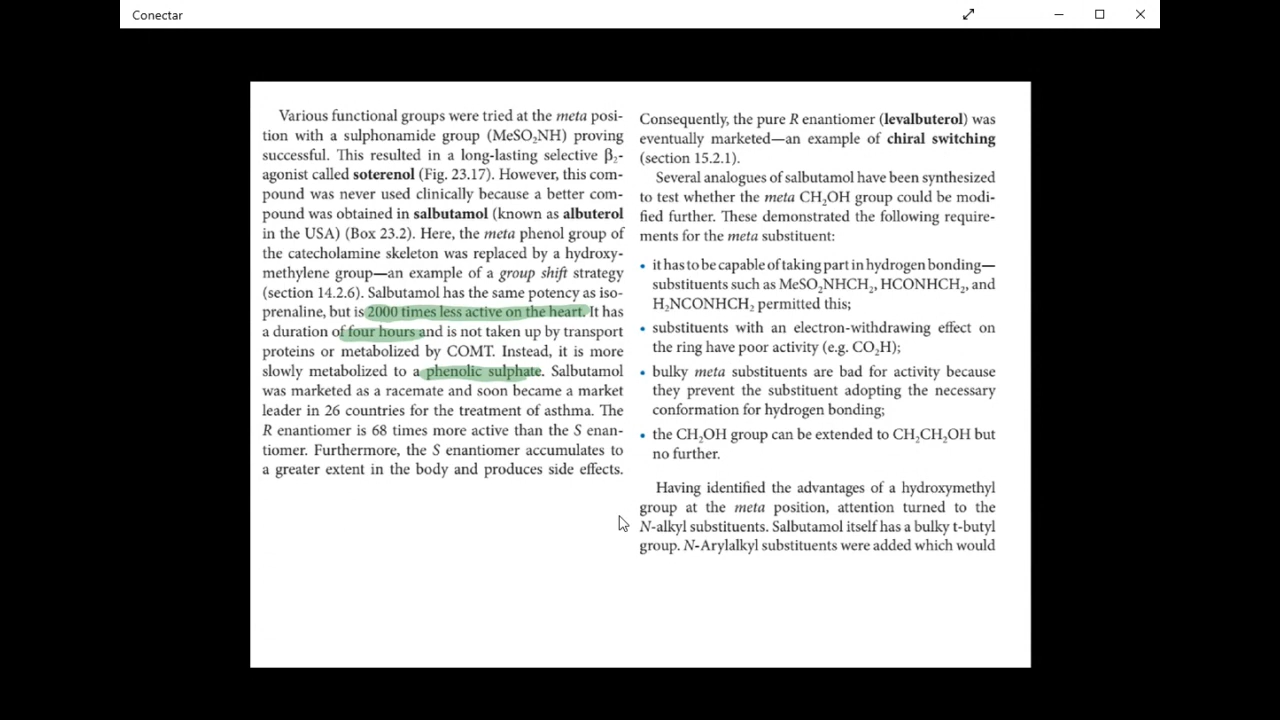 Conectar
Various functional groups were tried at the meta posi-
tion with a sulphonamide group (MeSO₂NH) proving
successful. This resulted in a long-lasting selective β₂-
agonist called soterenol (Fig. 23.17). However, this com-
pound was never used clinically because a better com-
pound was obtained in salbutamol (known as albuterol
in the USA) (Box 23.2). Here, the meta phenol group of
the catecholamine skeleton was replaced by a hydroxy-
methylene group—an example of a group shift strategy
(section 14.2.6). Salbutamol has the same potency as iso-
prenaline, but is 2000 times less active on the heart. It has
a duration of four hours and is not taken up by transport
proteins or metabolized by COMT. Instead, it is more
slowly metabolized to a phenolic sulphate. Salbutamol
was marketed as a racemate and soon became a market
leader in 26 countries for the treatment of asthma. The
R enantiomer is 68 times more active than the S enan-
tiomer. Furthermore, the S enantiomer accumulates to
a greater extent in the body and produces side effects.
Consequently, the pure R enantiomer (levalbuterol) was
eventually marketed—an example of chiral switching
(section 15.2.1).
Several analogues of salbutamol have been synthesized
to test whether the meta CH₂OH group could be modi-
fied further. These demonstrated the following require-
ments for the meta substituent:
• it has to be capable of taking part in hydrogen bonding—
substituents such as MeSO₂NHCH₂, HCONHCH₂, and
H₂NCONHCH₂ permitted this;
• substituents with an electron-withdrawing effect on
the ring have poor activity (e.g. CO₂H);
• bulky meta substituents are bad for activity because
they prevent the substituent adopting the necessary
conformation for hydrogen bonding;
• the CH₂OH group can be extended to CH₂CH₂OH but
no further.
Having identified the advantages of a hydroxymethyl
group at the meta position, attention turned to the
N-alkyl substituents. Salbutamol itself has a bulky t-butyl
group. N-Arylalkyl substituents were added which would